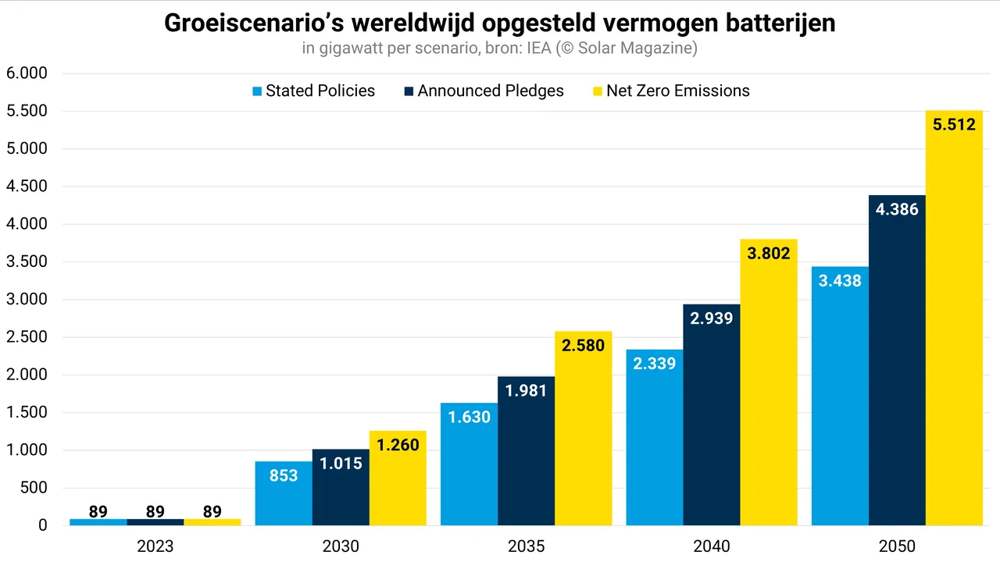 Groeiscenario’s wereldwijd opgesteld vermogen batterijen
in gigawatt per scenario, bron: IEA (© Solar Magazine)
Stated Policies Announced Pledges Net Zero Emissions
6.000
5.500
5.000
4.500
4.000
3.500
3.000
2.500
2.000
1.500
1.000
500
0
89 89 89
853 1.015 1.260
1.630 1.981 2.580
2.339 2.939 3.802
3.438 4.386 5.512
2023 2030 2035 2040 2050